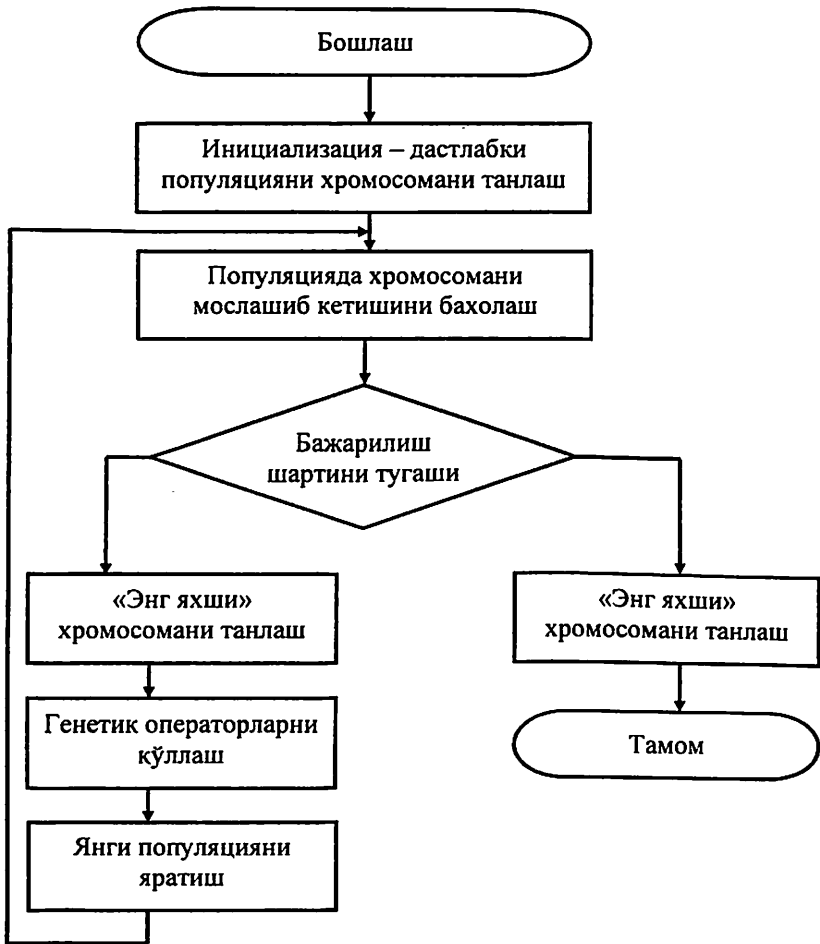 Бошлаш
Инициализация – дастлабки
популяцияни хромосомани танлаш
Популяцияда хромосомани
мослашиб кетишини бахолаш
Бажарилиш
шартини тугаши
«Энг яхши»
хромосомани танлаш
Генетик операторларни
кўллаш
Янги популяцияни
яратиш
«Энг яхши»
хромосомани танлаш
Тамом